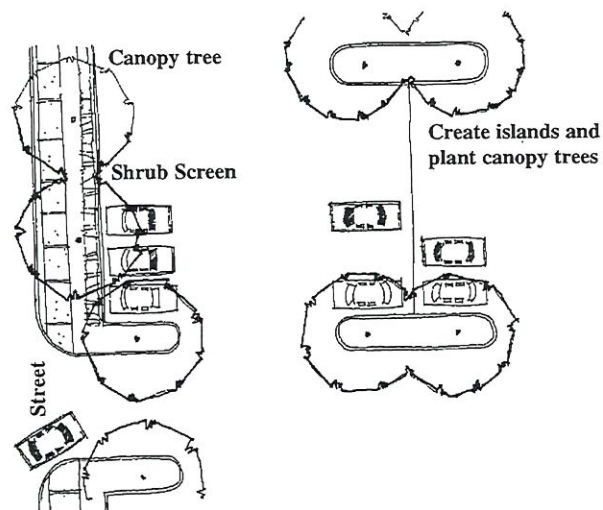 Canopy tree
Shrub Screen
Create islands and
plant canopy trees
Street